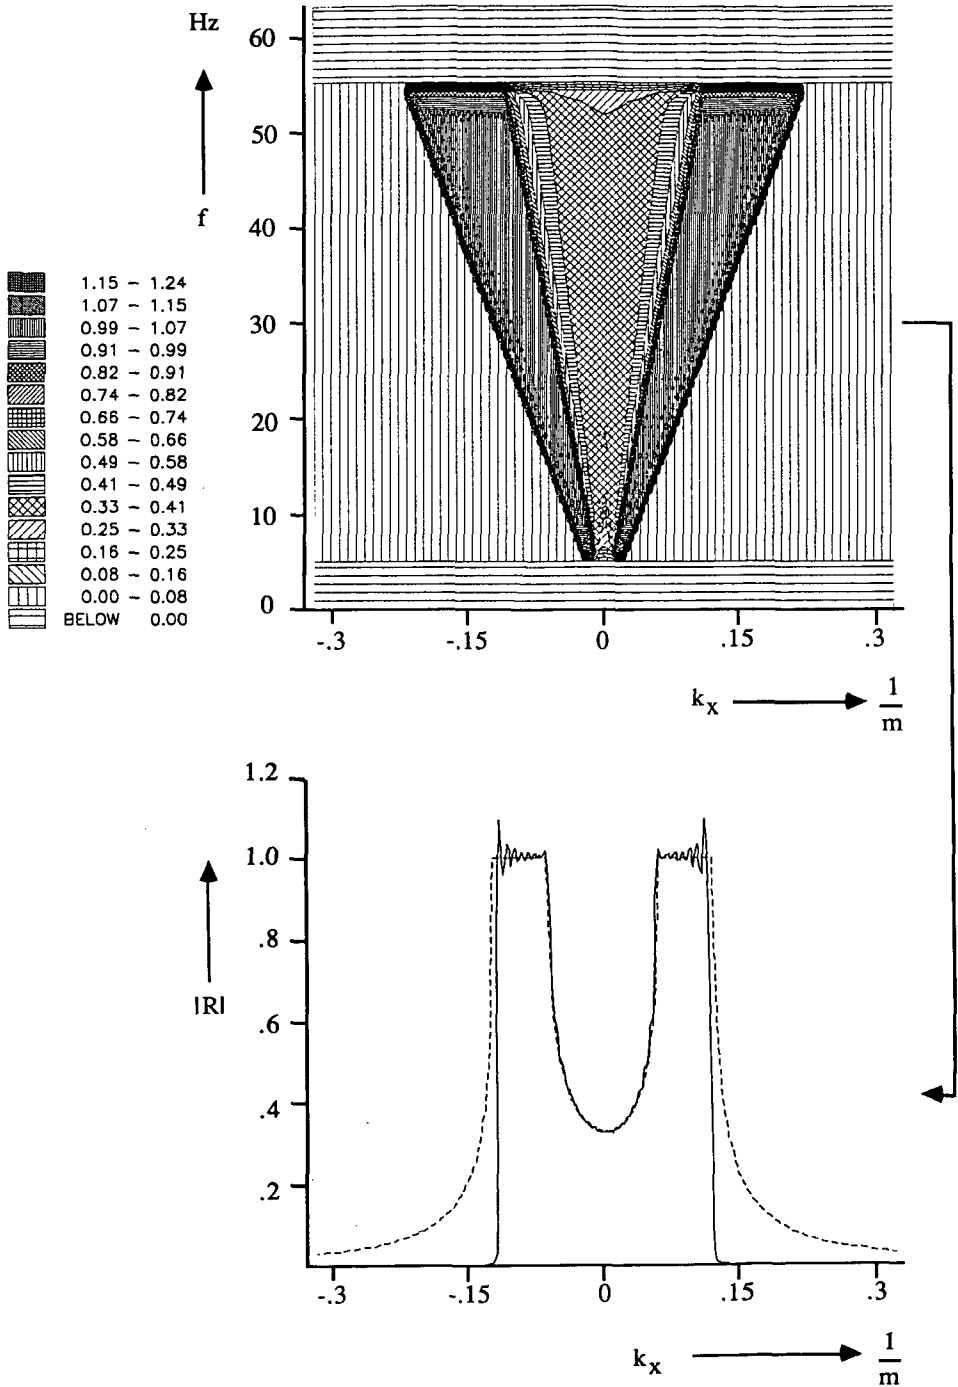 Hz
60
50
40
30
20
10
0
f
1.15 – 1.24
1.07 – 1.15
0.99 – 1.07
0.91 – 0.99
0.82 – 0.91
0.74 – 0.82
0.66 – 0.74
0.58 – 0.66
0.49 – 0.58
0.41 – 0.49
0.33 – 0.41
0.25 – 0.33
0.16 – 0.25
0.08 – 0.16
0.00 – 0.08
BELOW 0.00
-.3 -.15 0 .15 .3
kx 1/m
1.2
1.0
.8
.6
.4
.2
|R|
-.3 -.15 0 .15 .3
kx 1/m